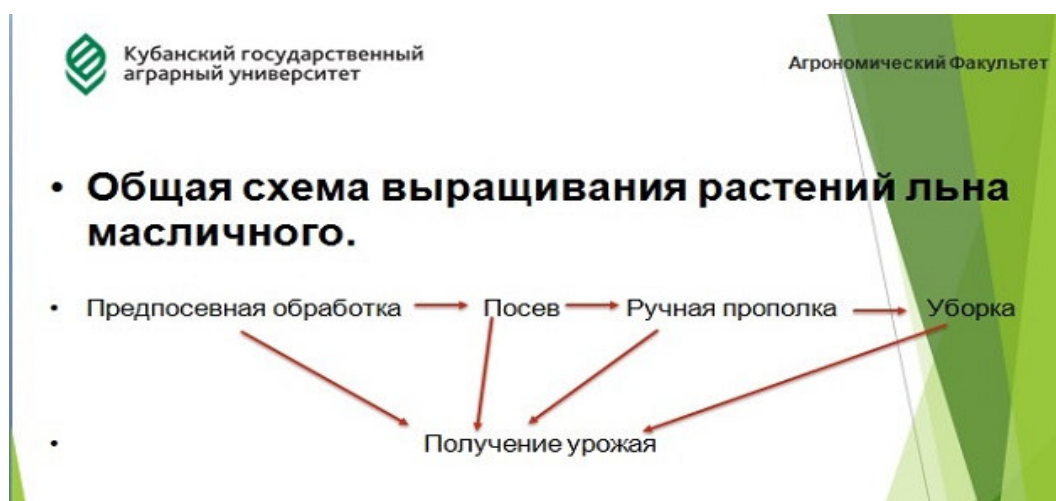 Кубанский государственный
аграрный университет
Агрономический Факультет
• Общая схема выращивания растений льна
масличного.
• Предпосевная обработка Посев Ручная прополка Уборка
• Получение урожая